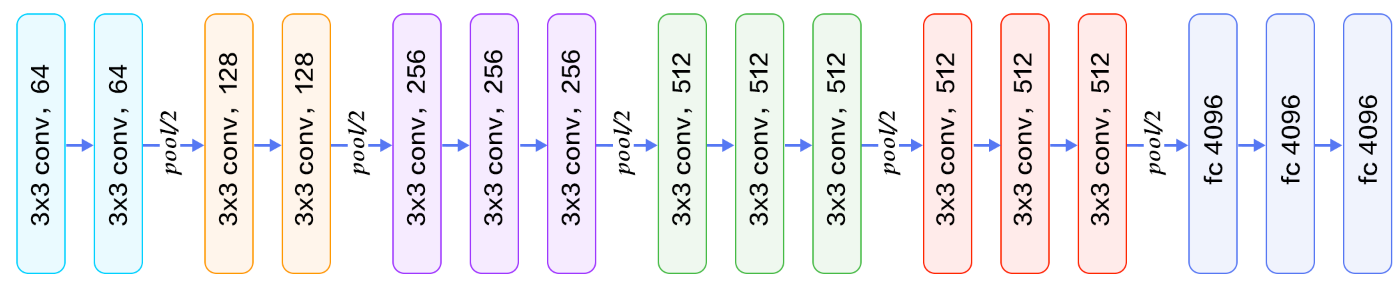 3x3 conv, 64
3x3 conv, 64
pool/2
3x3 conv, 128
3x3 conv, 128
pool/2
3x3 conv, 256
3x3 conv, 256
3x3 conv, 256
pool/2
3x3 conv, 512
3x3 conv, 512
3x3 conv, 512
pool/2
3x3 conv, 512
3x3 conv, 512
3x3 conv, 512
pool/2
fc 4096
fc 4096
fc 4096